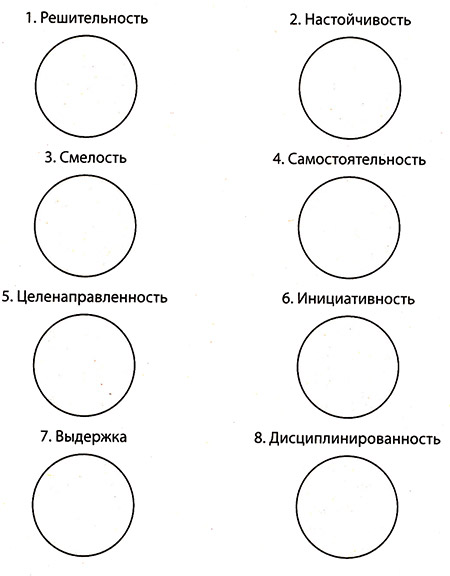 1. Решительность
2. Настойчивость
3. Смелость
4. Самостоятельность
5. Целенаправленность
6. Инициативность
7. Выдержка
8. Дисциплинированность